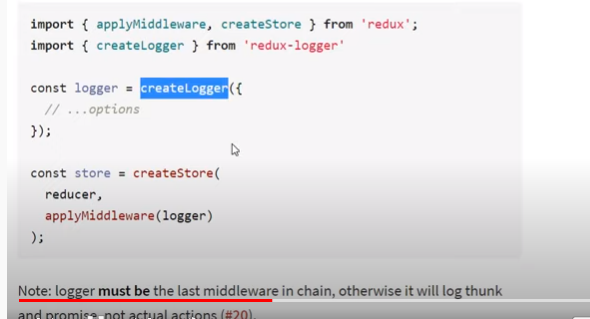 import { applyMiddleware, createStore } from 'redux';
import { createLogger } from 'redux-logger'
const logger = createLogger({
// ...options
});
const store = createStore(
reducer,
applyMiddleware(logger)
);
Note: logger must be the last middleware in chain, otherwise it will log thunk
and promise, not actual actions (#20).